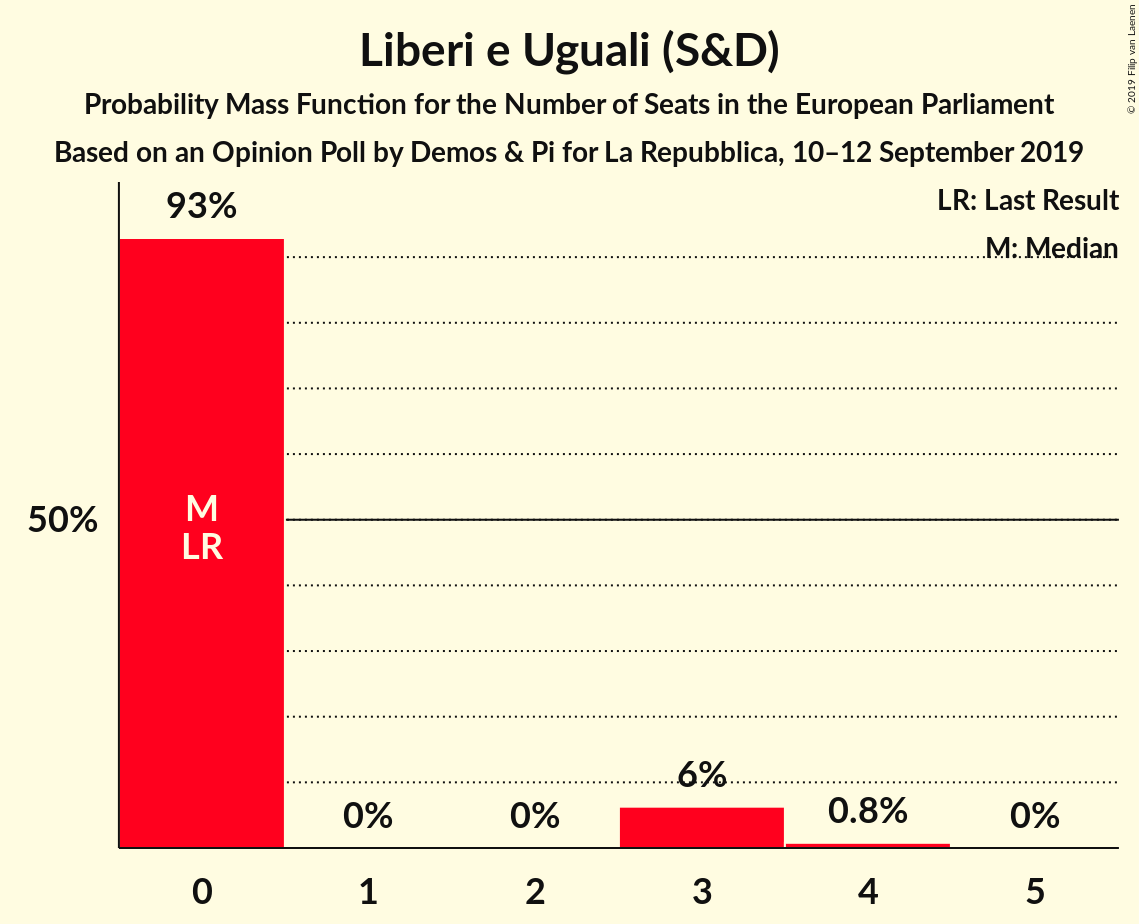 Liberi e Uguali (S&D)
Probability Mass Function for the Number of Seats in the European Parliament
Based on an Opinion Poll by Demos & Pi for La Repubblica, 10–12 September 2019
© 2019 Filip van Laenen
LR: Last Result
M: Median
93%
50%
M
LR
0%
0%
6%
0.8%
0%
0
1
2
3
4
5